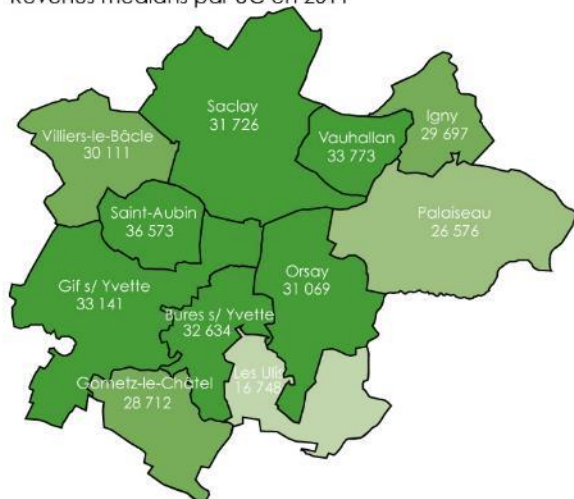 Revenus médians par UC en 2011
Saclay
31 726
Igny
29 697
Villiers-le-Bâcle
30 111
Vauhallan
33 773
Saint-Aubin
36 573
Palaiseau
26 576
Gif s/ Yvette
33 141
Orsay
31 069
Bures s/ Yvette
32 634
Les Ulis
16 748
Gometz-le-Châtel
28 712